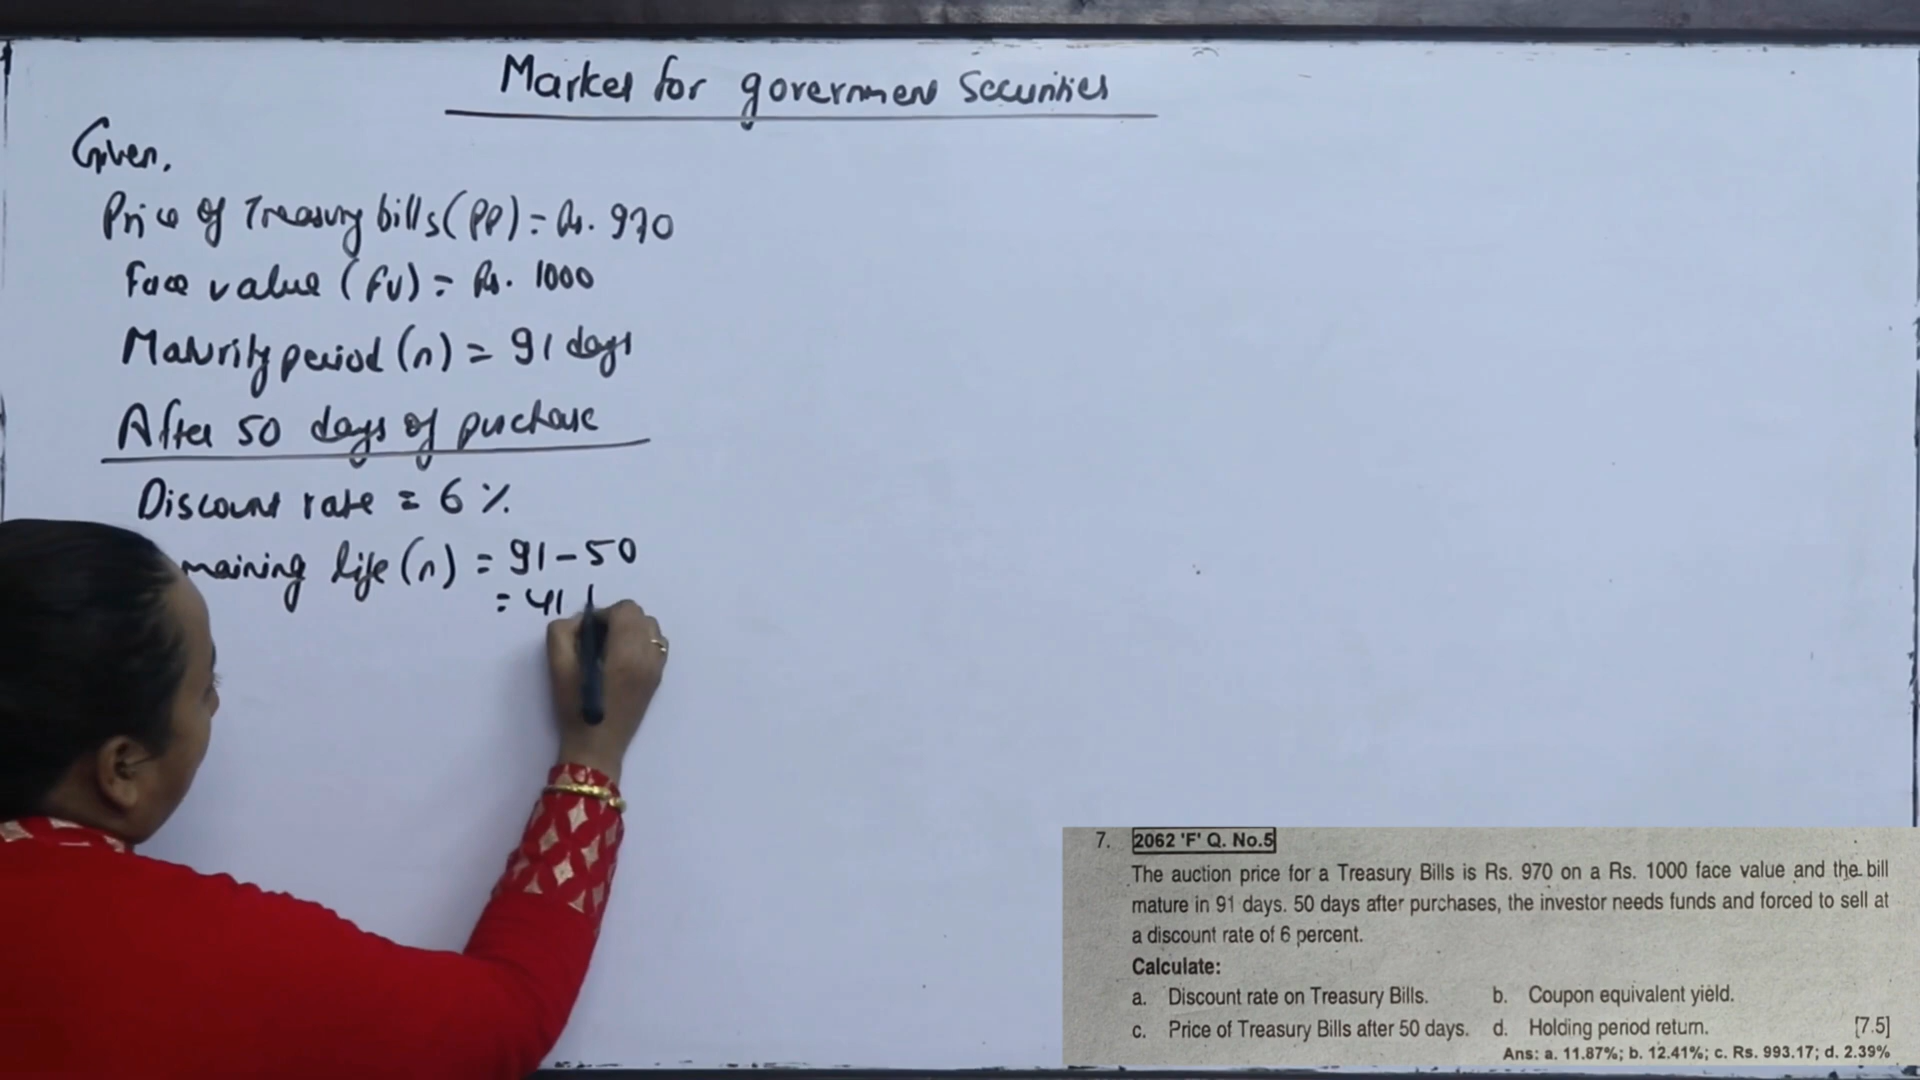 Market for government Securities
Given,
Price of Treasury bills (PP) = Rs. 970
Face value (FV) = Rs. 1000
Maturity period (n) = 91 days
After 50 days of purchase
Discount rate = 6 %
maining life (n) = 91 - 50
= 41
7. 2062 'F' Q. No.5
The auction price for a Treasury Bills is Rs. 970 on a Rs. 1000 face value and the bill
mature in 91 days. 50 days after purchases, the investor needs funds and forced to sell at
a discount rate of 6 percent.
Calculate:
a. Discount rate on Treasury Bills. b. Coupon equivalent yield.
c. Price of Treasury Bills after 50 days. d. Holding period return. [7.5]
Ans: a. 11.87%; b. 12.41%; c. Rs. 993.17; d. 2.39%